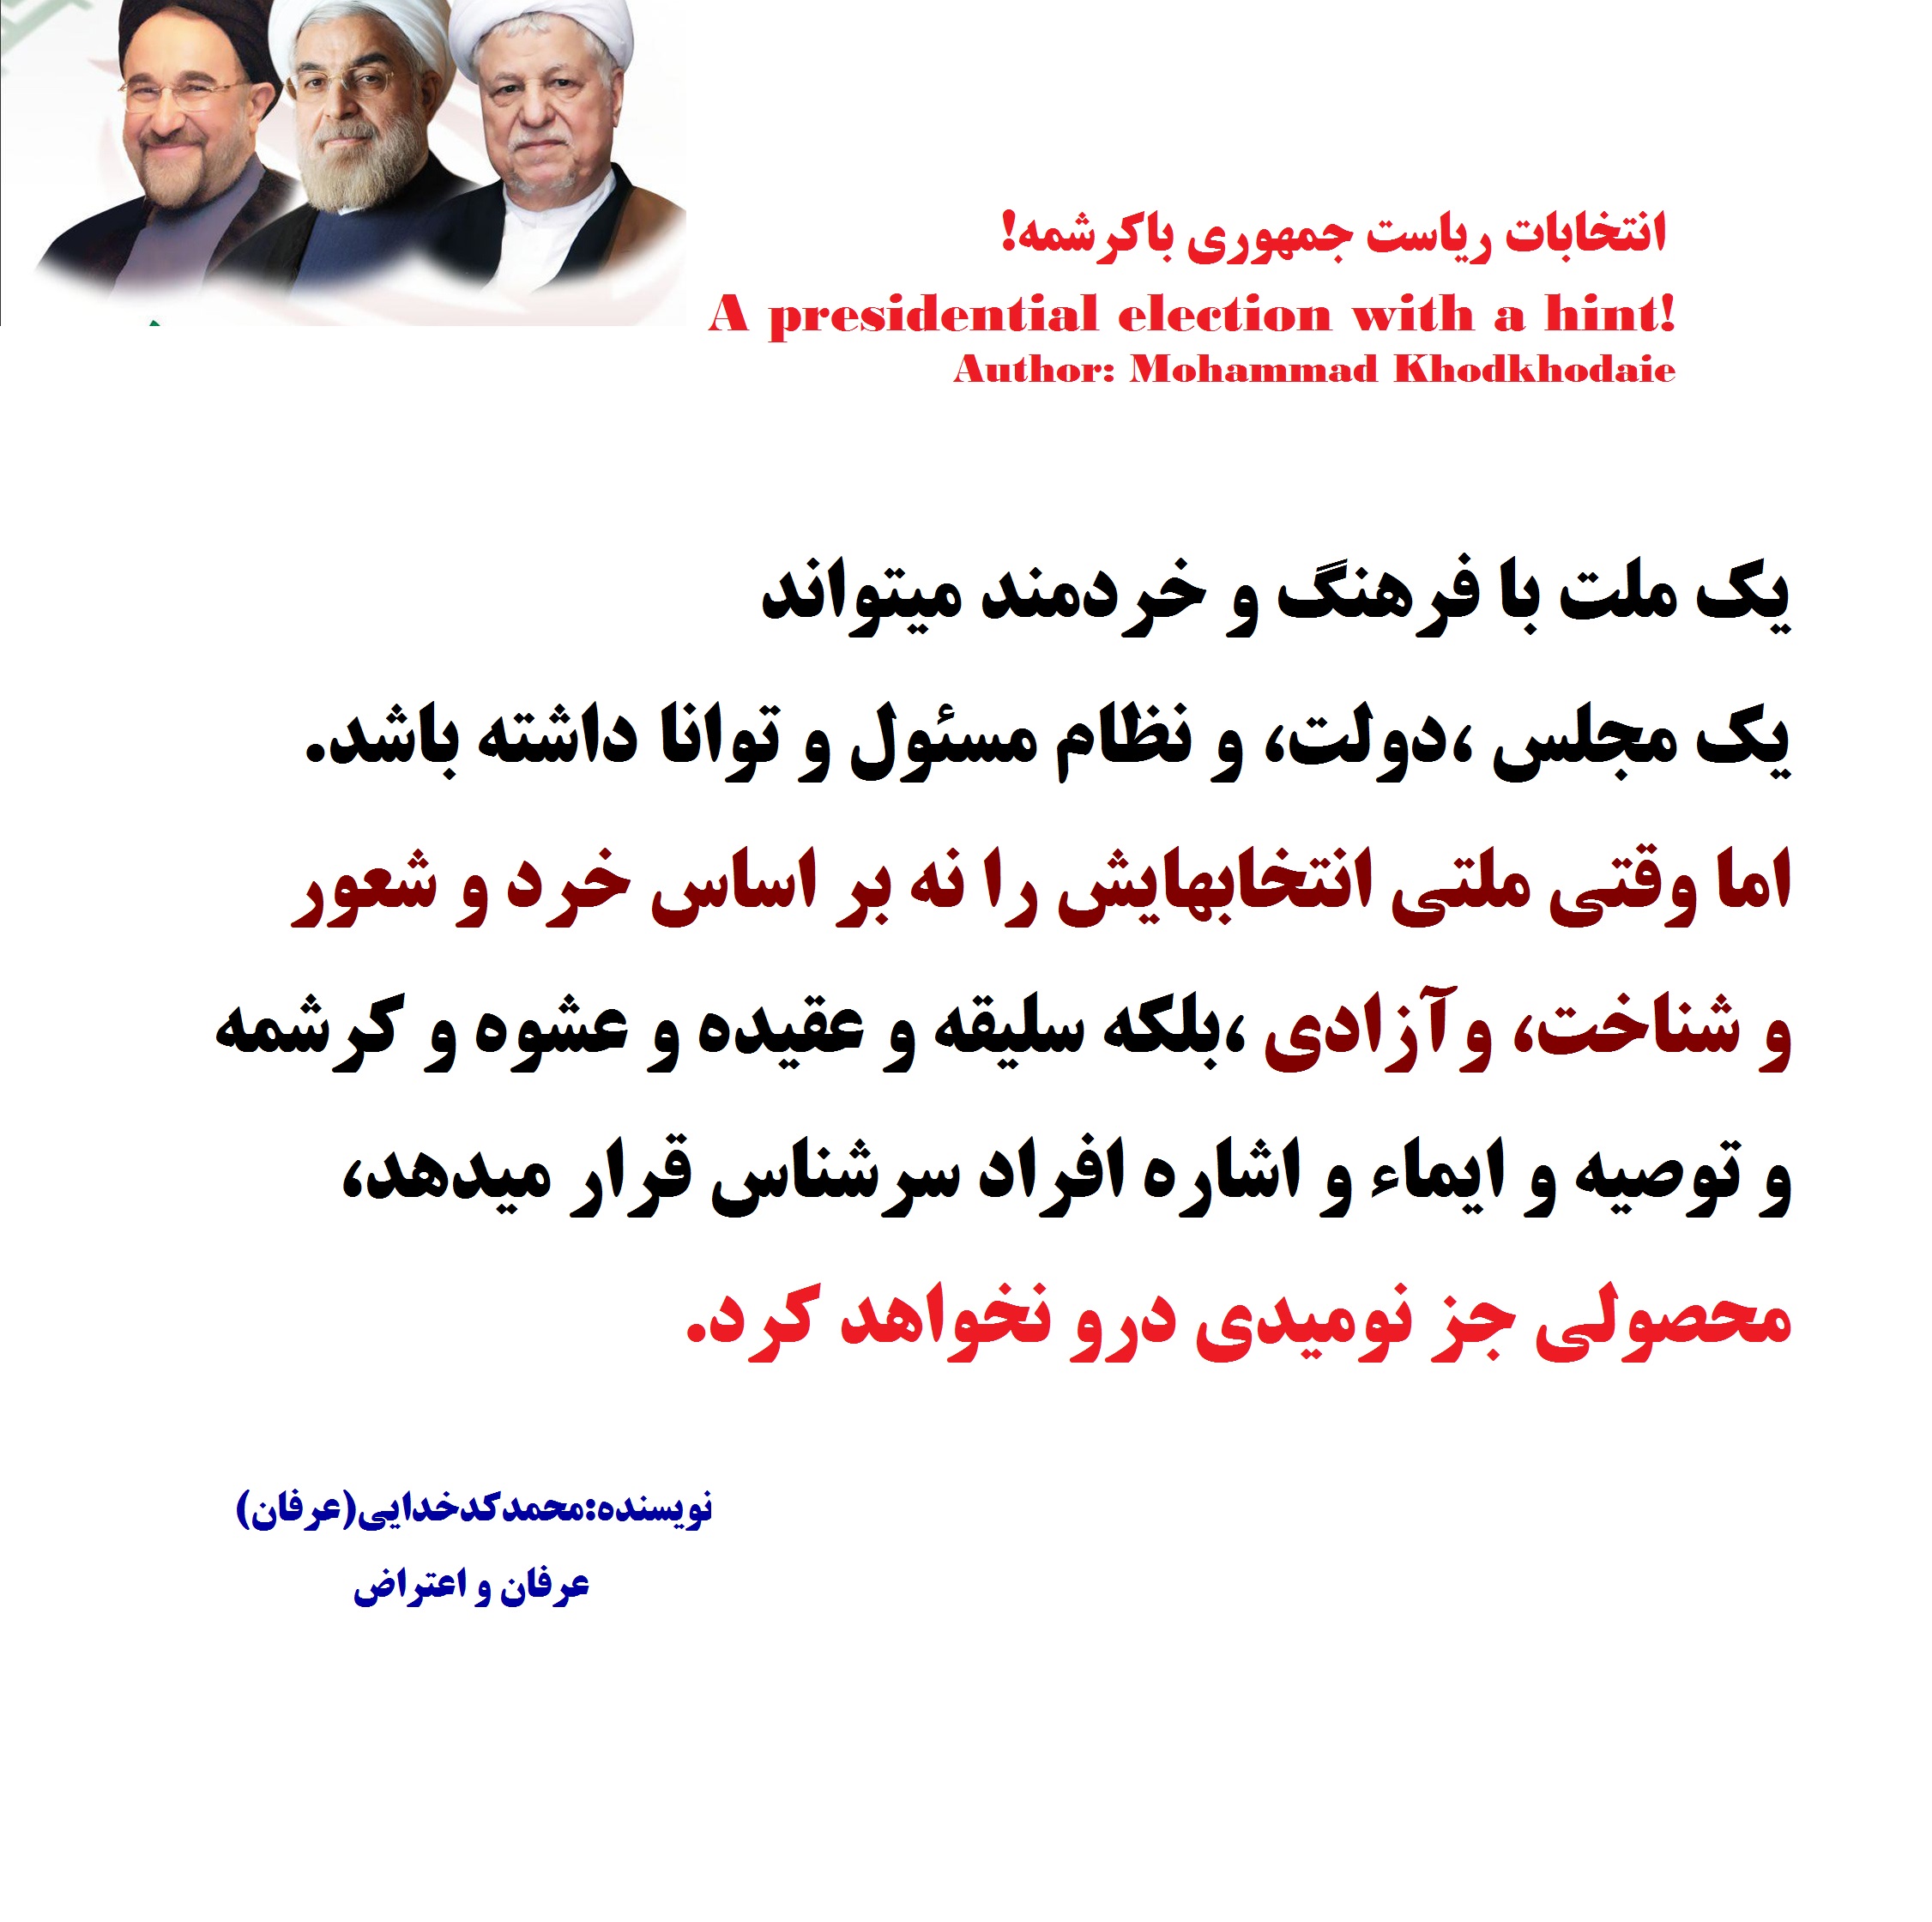 انتخابات ریاست جمهوری باکرشمه!
A presidential election with a hint!
Author: Mohammad Khodkhodaie
یک ملت با فرهنگ و خردمند میتواند
یک مجلس ،دولت، و نظام مسئول و توانا داشته باشد.
اما وقتی ملتی انتخابهایش را نه بر اساس خرد و شعور
و شناخت، وآزادی ،بلکه سلیقه و عقیده و عشوه و کرشمه
و توصیه و ایماء و اشاره افراد سرشناس قرار میدهد،
محصولی جز نومیدی درو نخواهد کرد.
نویسنده:محمدکدخدایی(عرفان)
عرفان و اعتراض